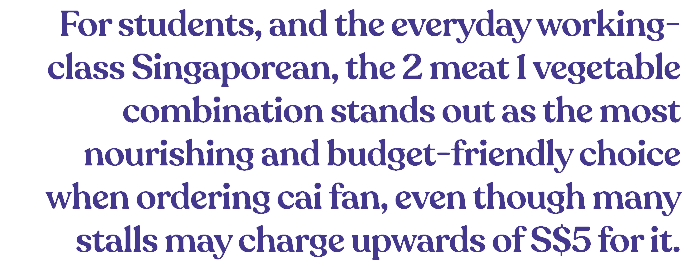 For students, and the everyday working-
class Singaporean, the 2 meat 1 vegetable
combination stands out as the most
nourishing and budget-friendly choice
when ordering cai fan, even though many
stalls may charge upwards of S$5 for it.